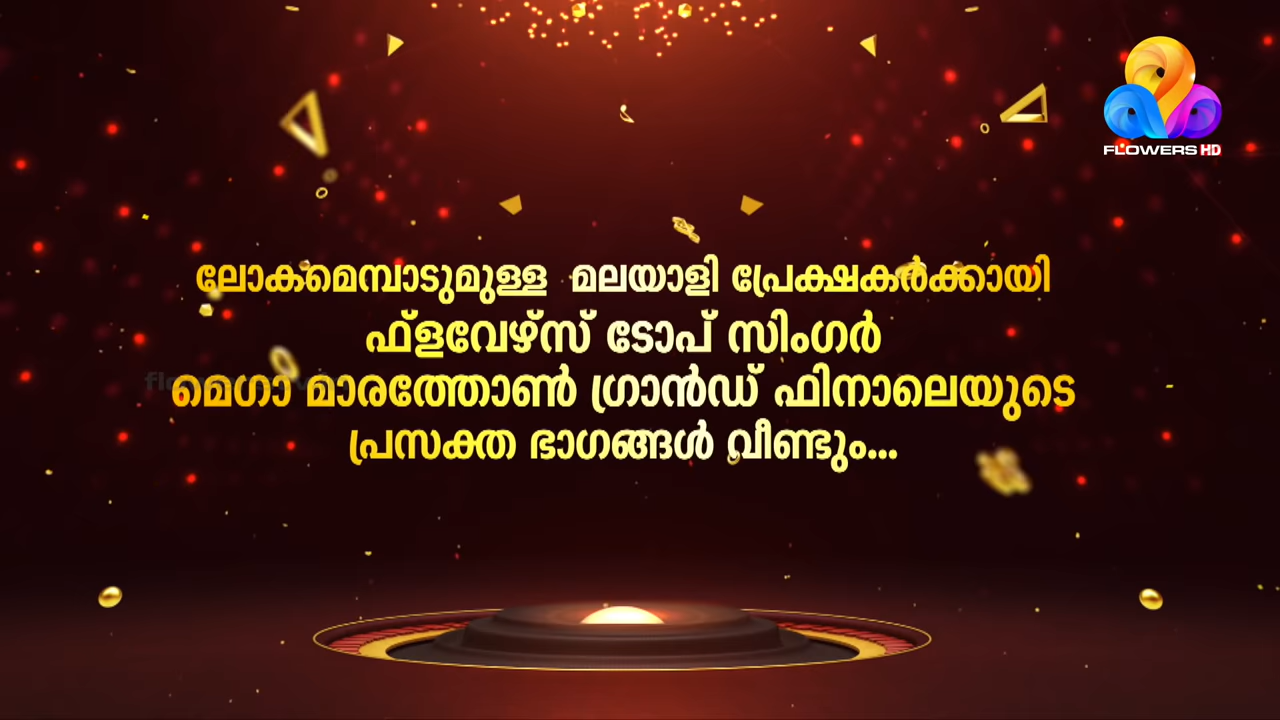 FLOWERS HD
ലോകമെമ്പാടുമുള്ള മലയാളി പ്രേക്ഷകർക്കായി
ഫ്ളവേഴ്സ് ടോപ് സിംഗർ
മെഗാ മാരത്തോൺ ഗ്രാൻഡ് ഫിനാലെയുടെ
പ്രസക്ത ഭാഗങ്ങൾ വീണ്ടും...